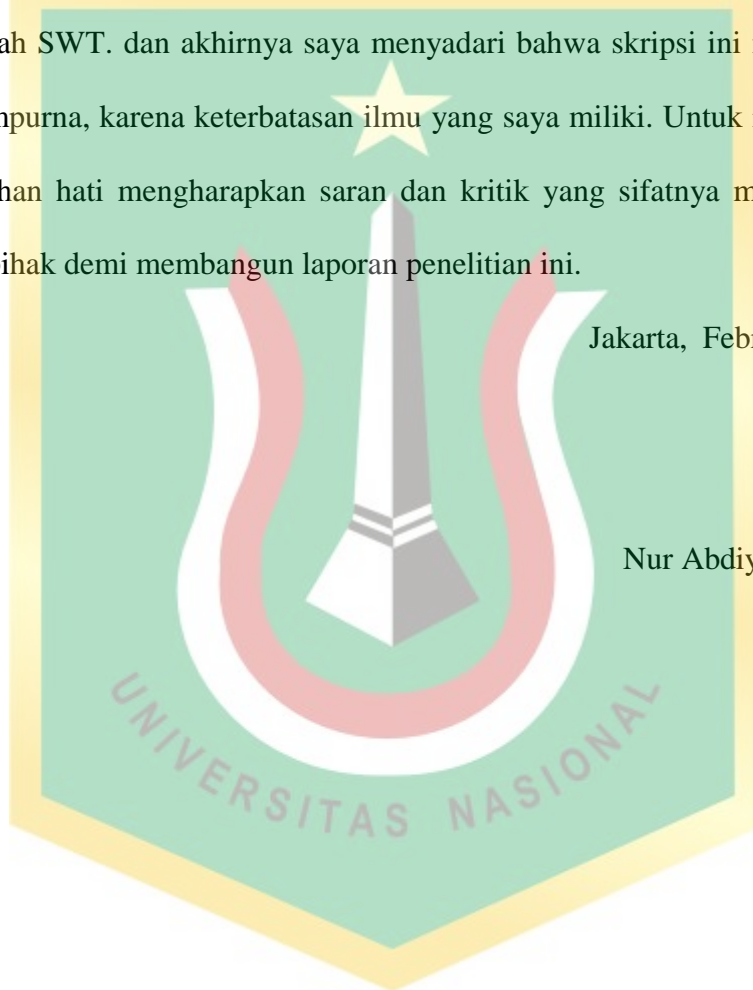 ah SWT. dan akhirnya saya menyadari bahwa skripsi ini
npurna, karena keterbatasan ilmu yang saya miliki. Untuk
han hati mengharapkan saran dan kritik yang sifatnya m
ihak demi membangun laporan penelitian ini.
Jakarta, Feb
Nur Abdiy
UNIVERSITAS NASIONAL